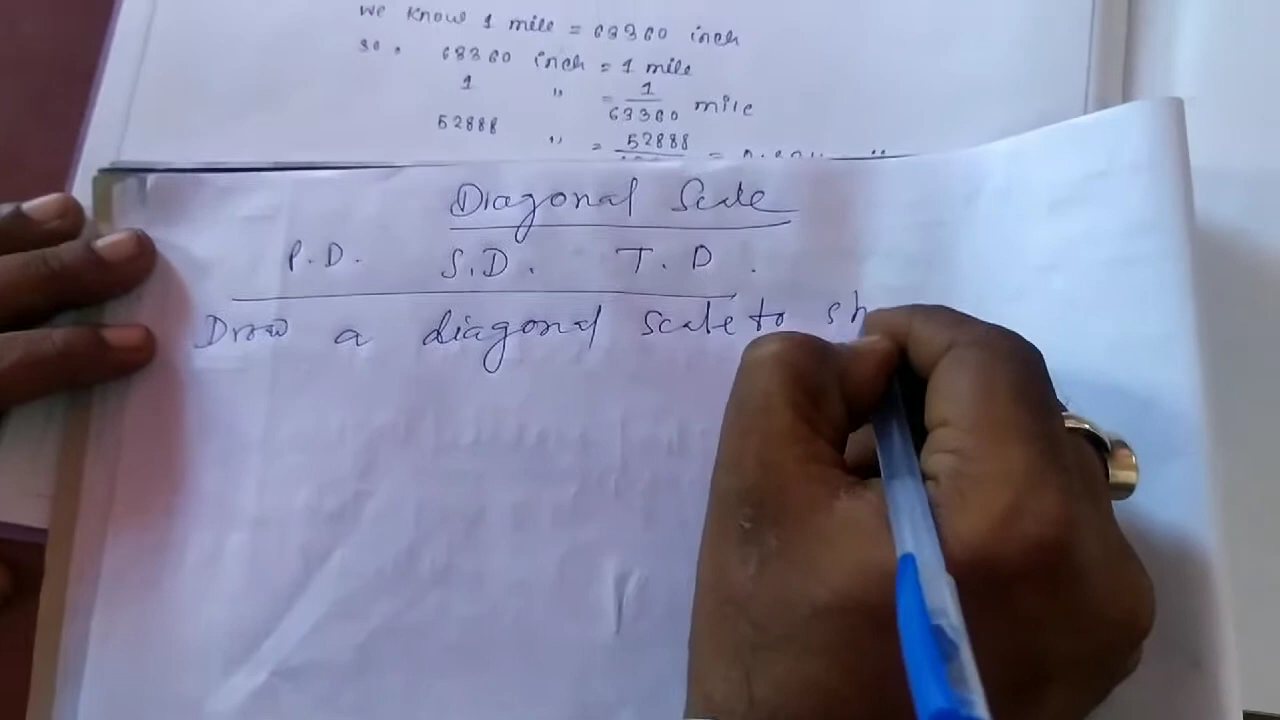 We know 1 mile = 63360 inch
so, 63360 inch = 1 mile
1 " = 1/63360 mile
52888 " = 52888
Diagonal Scale
P.D. S.D. T.D.
Draw a diagonal scale to sh